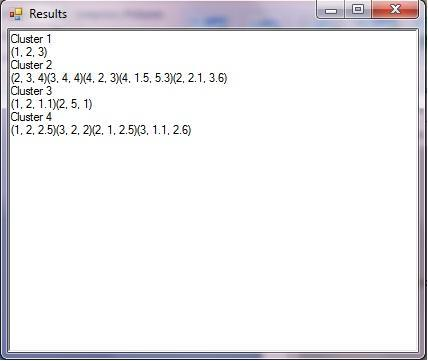 Results
Cluster 1
(1, 2, 3)
Cluster 2
(2, 3, 4)(3, 4, 4)(4, 2, 3)(4, 1.5, 5.3)(2, 2.1, 3.6)
Cluster 3
(1, 2, 1.1)(2, 5, 1)
Cluster 4
(1, 2, 2.5)(3, 2, 2)(2, 1, 2.5)(3, 1.1, 2.6)